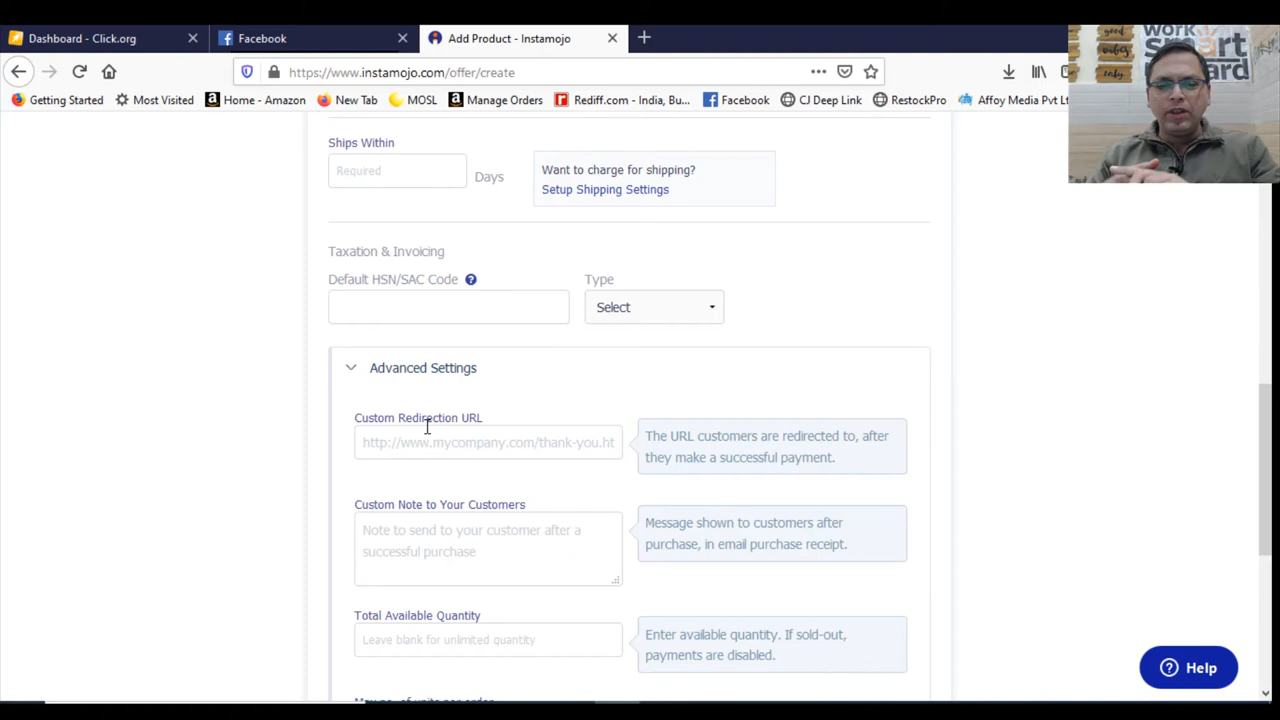 Dashboard - Click.org
Facebook
Add Product - Instamojo
https://www.instamojo.com/offer/create
Getting Started
Most Visited
Home - Amazon
New Tab
MOSL
Manage Orders
Rediff.com - India, Bu...
Facebook
CJ Deep Link
RestockPro
Affoy Media Pvt Lt
good
vibes
work
smart
Ships Within
Required
Days
Want to charge for shipping?
Setup Shipping Settings
Taxation & Invoicing
Default HSN/SAC Code
Type
Select
Advanced Settings
Custom Redirection URL
http://www.mycompany.com/thank-you.ht
The URL customers are redirected to, after
they make a successful payment.
Custom Note to Your Customers
Note to send to your customer after a
successful purchase
Message shown to customers after
purchase, in email purchase receipt.
Total Available Quantity
Leave blank for unlimited quantity
Enter available quantity. If sold-out,
payments are disabled.
Help